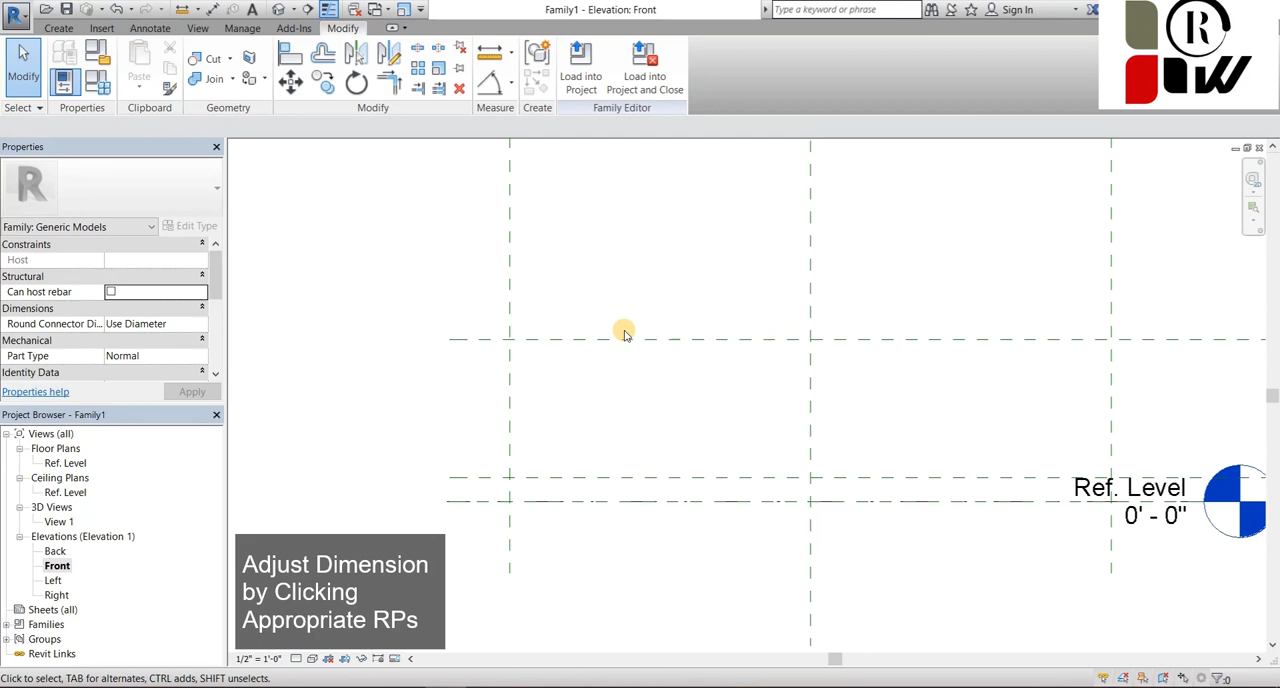 Family1 - Elevation: Front
Type a keyword or phrase
Sign In
Create Insert Annotate View Manage Add-Ins Modify
Modify
Paste
Cut
Join
Load into Project
Load into Project and Close
Select Properties Clipboard Geometry Modify Measure Create Family Editor
R
LW
Properties
R
Family: Generic Models
Edit Type
Constraints
Host
Structural
Can host rebar
Dimensions
Round Connector Di... Use Diameter
Mechanical
Part Type Normal
Identity Data
Properties help
Apply
Project Browser - Family1
Views (all)
Floor Plans
Ref. Level
Ceiling Plans
Ref. Level
3D Views
View 1
Elevations (Elevation 1)
Back
Front
Left
Right
Sheets (all)
Families
Groups
Revit Links
Ref. Level
0' - 0"
Adjust Dimension
by Clicking
Appropriate RPs
1/2" = 1'-0"
Click to select, TAB for alternates, CTRL adds, SHIFT unselects.
:0